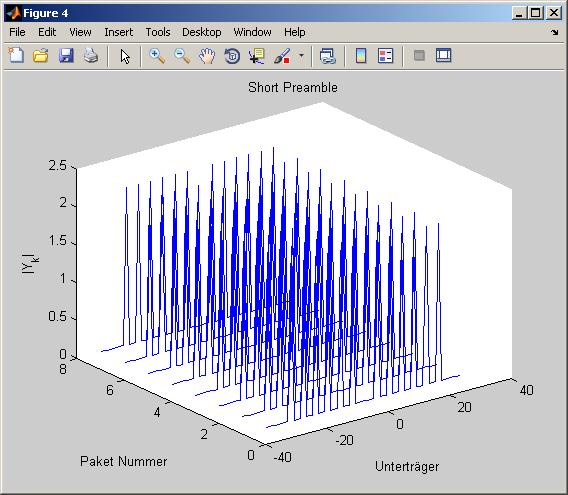 Figure 4
File Edit View Insert Tools Desktop Window Help
Short Preamble
2.5
2
1.5
1
0.5
0
|Yk|
8
6
4
2
0
Paket Nummer
-40
-20
0
20
40
Unterträger